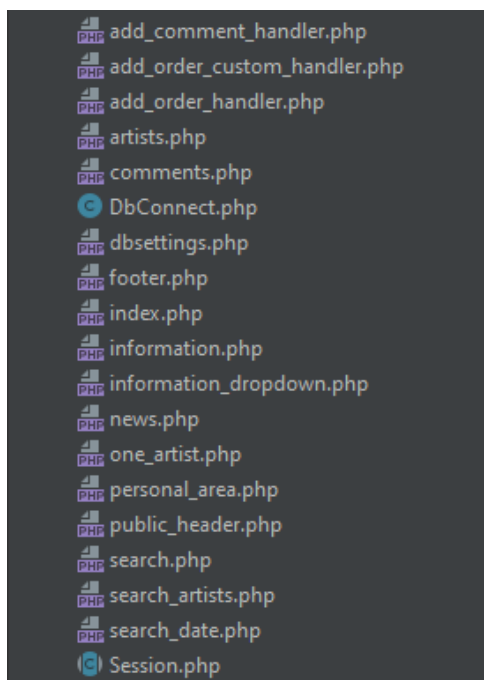 add_comment_handler.php
add_order_custom_handler.php
add_order_handler.php
artists.php
comments.php
DbConnect.php
dbsettings.php
footer.php
index.php
information.php
information_dropdown.php
news.php
one_artist.php
personal_area.php
public_header.php
search.php
search_artists.php
search_date.php
Session.php